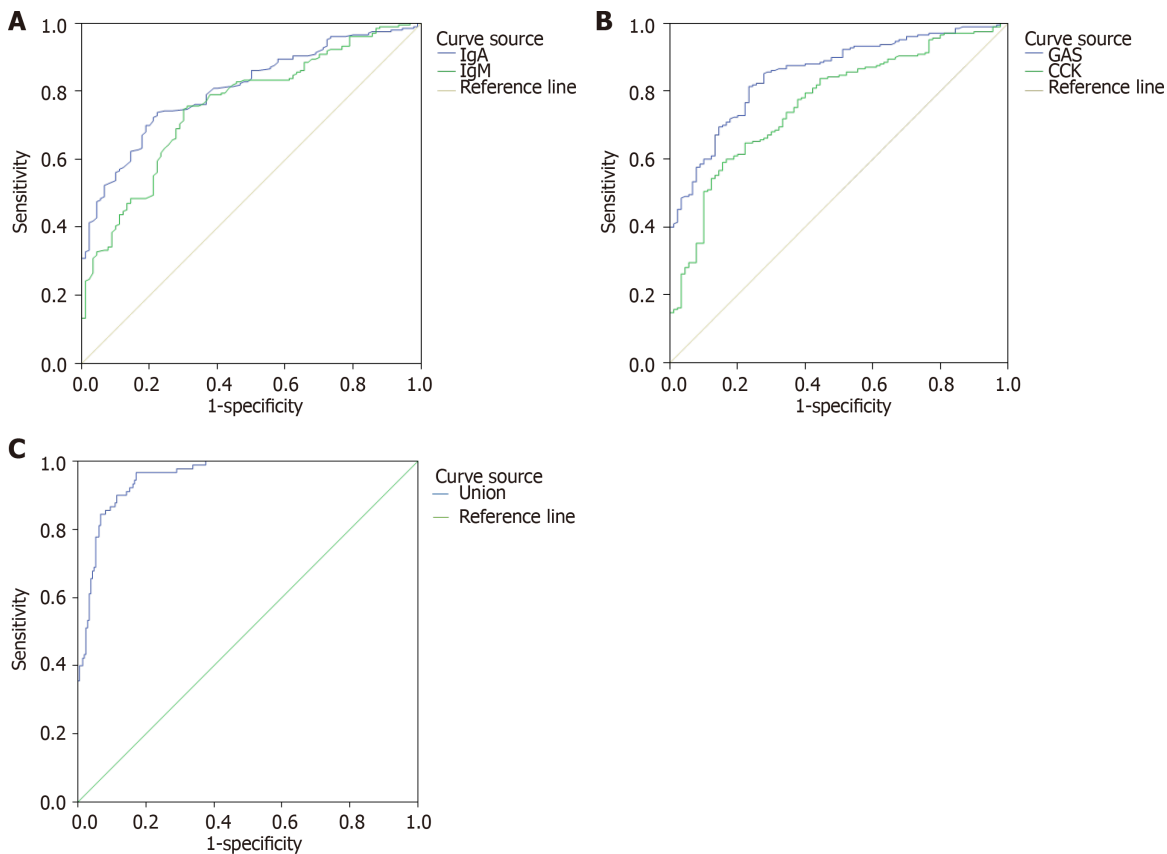 A
Curve source
IgA
IgM
Reference line
1.0
0.8
0.6
0.4
0.2
0.0
Sensitivity
0.0 0.2 0.4 0.6 0.8 1.0
1-specificity
B
Curve source
GAS
CCK
Reference line
1.0
0.8
0.6
0.4
0.2
0.0
Sensitivity
0.0 0.2 0.4 0.6 0.8 1.0
1-specificity
C
Curve source
Union
Reference line
1.0
0.8
0.6
0.4
0.2
0.0
Sensitivity
0.0 0.2 0.4 0.6 0.8 1.0
1-specificity